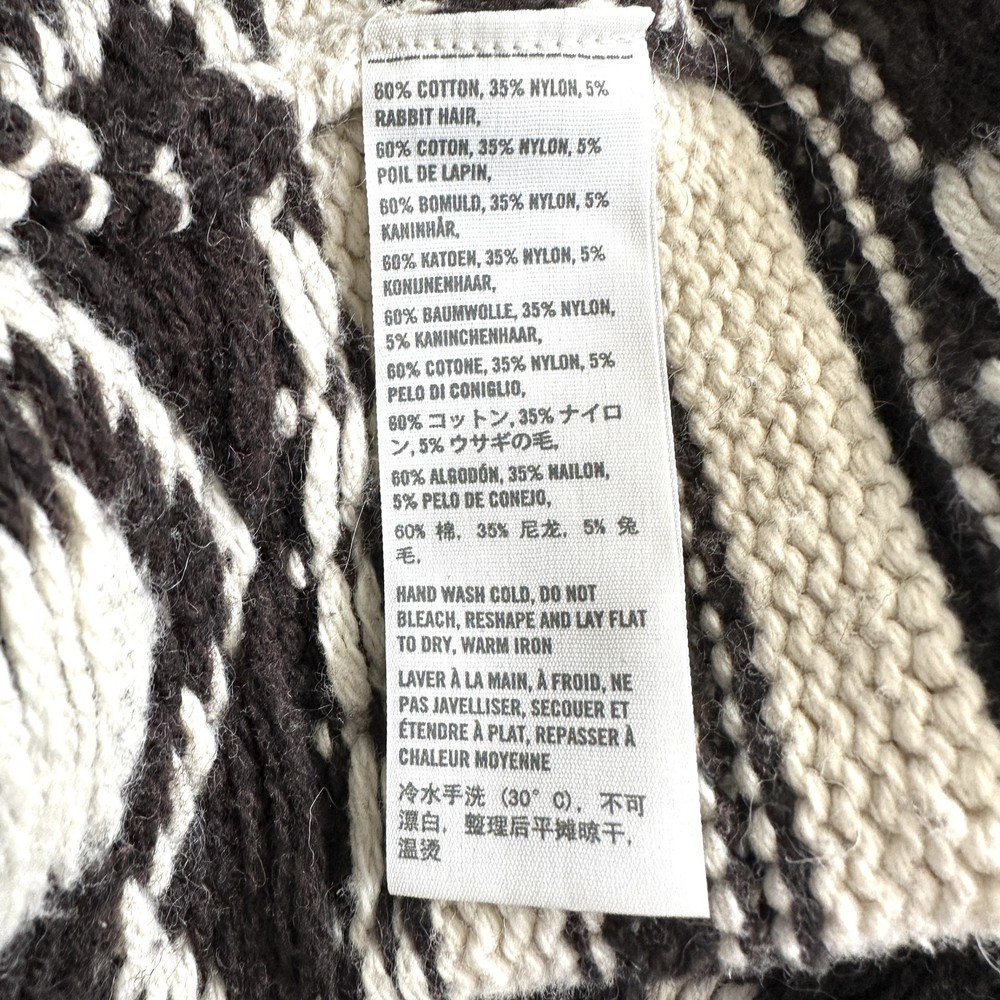 60% COTTON, 35% NYLON, 5%
RABBIT HAIR,
60% COTON, 35% NYLON, 5%
POIL DE LAPIN,
60% BOMULD, 35% NYLON, 5%
KANINHÅR,
60% KATOEN, 35% NYLON, 5%
KONIJNENHAAR,
60% BAUMWOLLE, 35% NYLON,
5% KANINCHENHAAR,
60% COTONE, 35% NYLON, 5%
PELO DI CONIGLIO,
60% コットン, 35% ナイロ
ン, 5% ウサギの毛,
60% ALGODÓN, 35% NAILON,
5% PELO DE CONEJO,
60% 棉, 35% 尼龙, 5% 兔
毛,
HAND WASH COLD, DO NOT
BLEACH, RESHAPE AND LAY FLAT
TO DRY, WARM IRON
LAVER À LA MAIN, À FROID, NE
PAS JAVELLISER, SECOUER ET
ÉTENDRE À PLAT, REPASSER À
CHALEUR MOYENNE
冷水手洗 (30° C), 不可
漂白, 整理后平摊晾干,
温烫